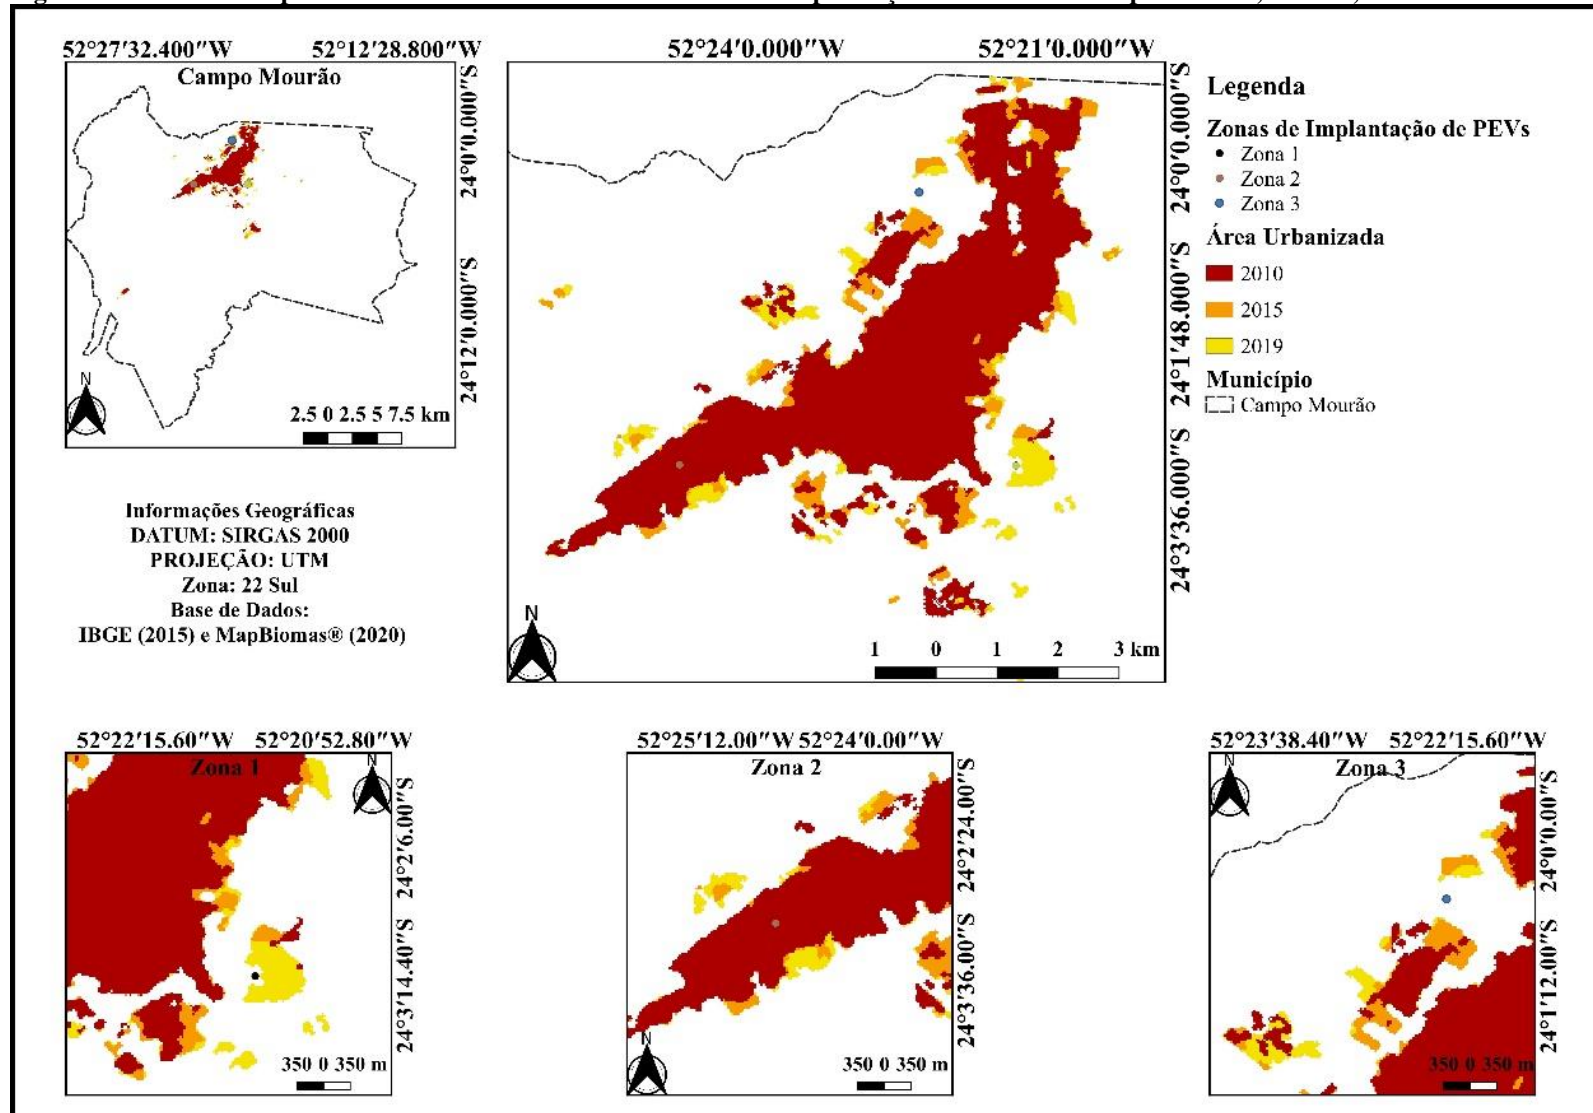 52°27'32.400"W 52°12'28.800"W
Campo Mourão
24°0'0.000"S
24°12'0.000"S
N
2.5 0 2.5 5 7.5 km
52°24'0.000"W 52°21'0.000"W
24°0'0.000"S
24°1'48.000"S
24°3'36.000"S
N
1 0 1 2 3 km
Legenda
Zonas de Implantação de PEVs
Zona 1
Zona 2
Zona 3
Área Urbanizada
2010
2015
2019
Município
Campo Mourão
Informações Geográficas
DATUM: SIRGAS 2000
PROJEÇÃO: UTM
Zona: 22 Sul
Base de Dados:
IBGE (2015) e MapBiomas® (2020)
52°22'15.60"W 52°20'52.80"W
Zona 1
N
24°2'6.00"S
24°3'14.40"S
350 0 350 m
52°25'12.00"W 52°24'0.00"W
Zona 2
24°2'24.00"S
24°3'36.00"S
N
350 0 350 m
52°23'38.40"W 52°22'15.60"W
Zona 3
N
24°0'0.00"S
24°1'12.00"S
350 0 350 m